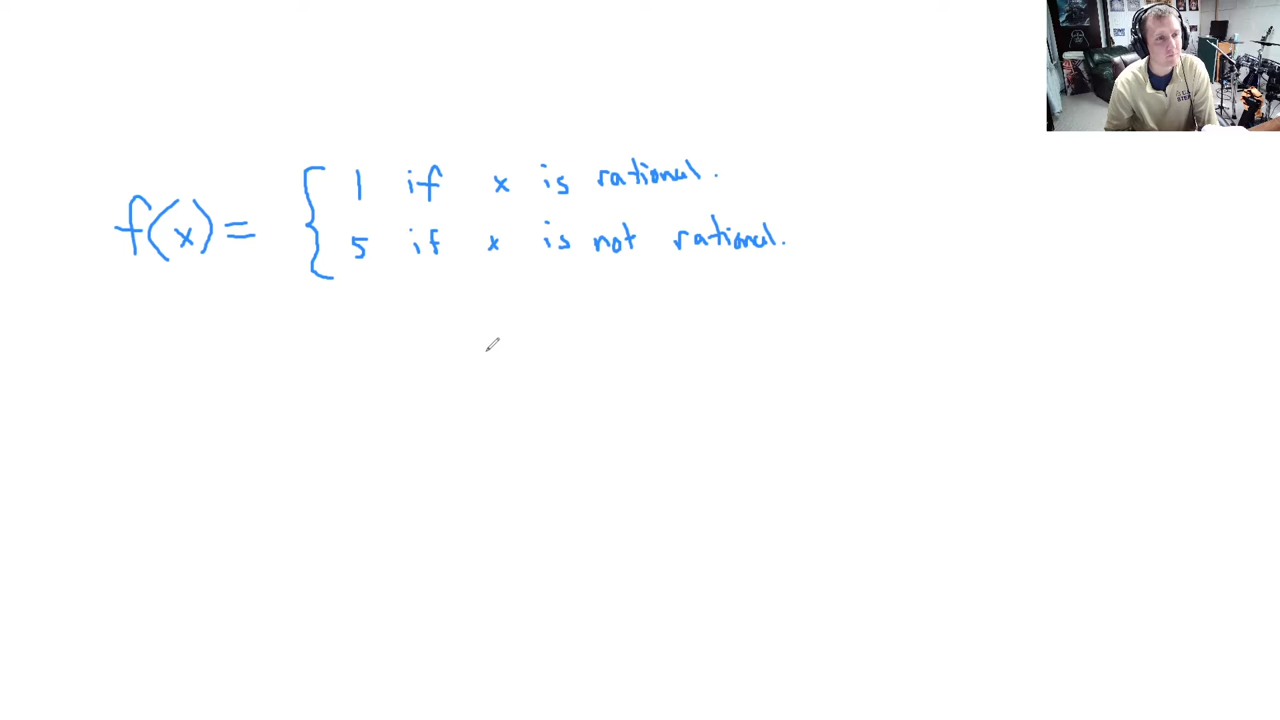 f(x) = { 1 if x is rational.
5 if x is not rational.